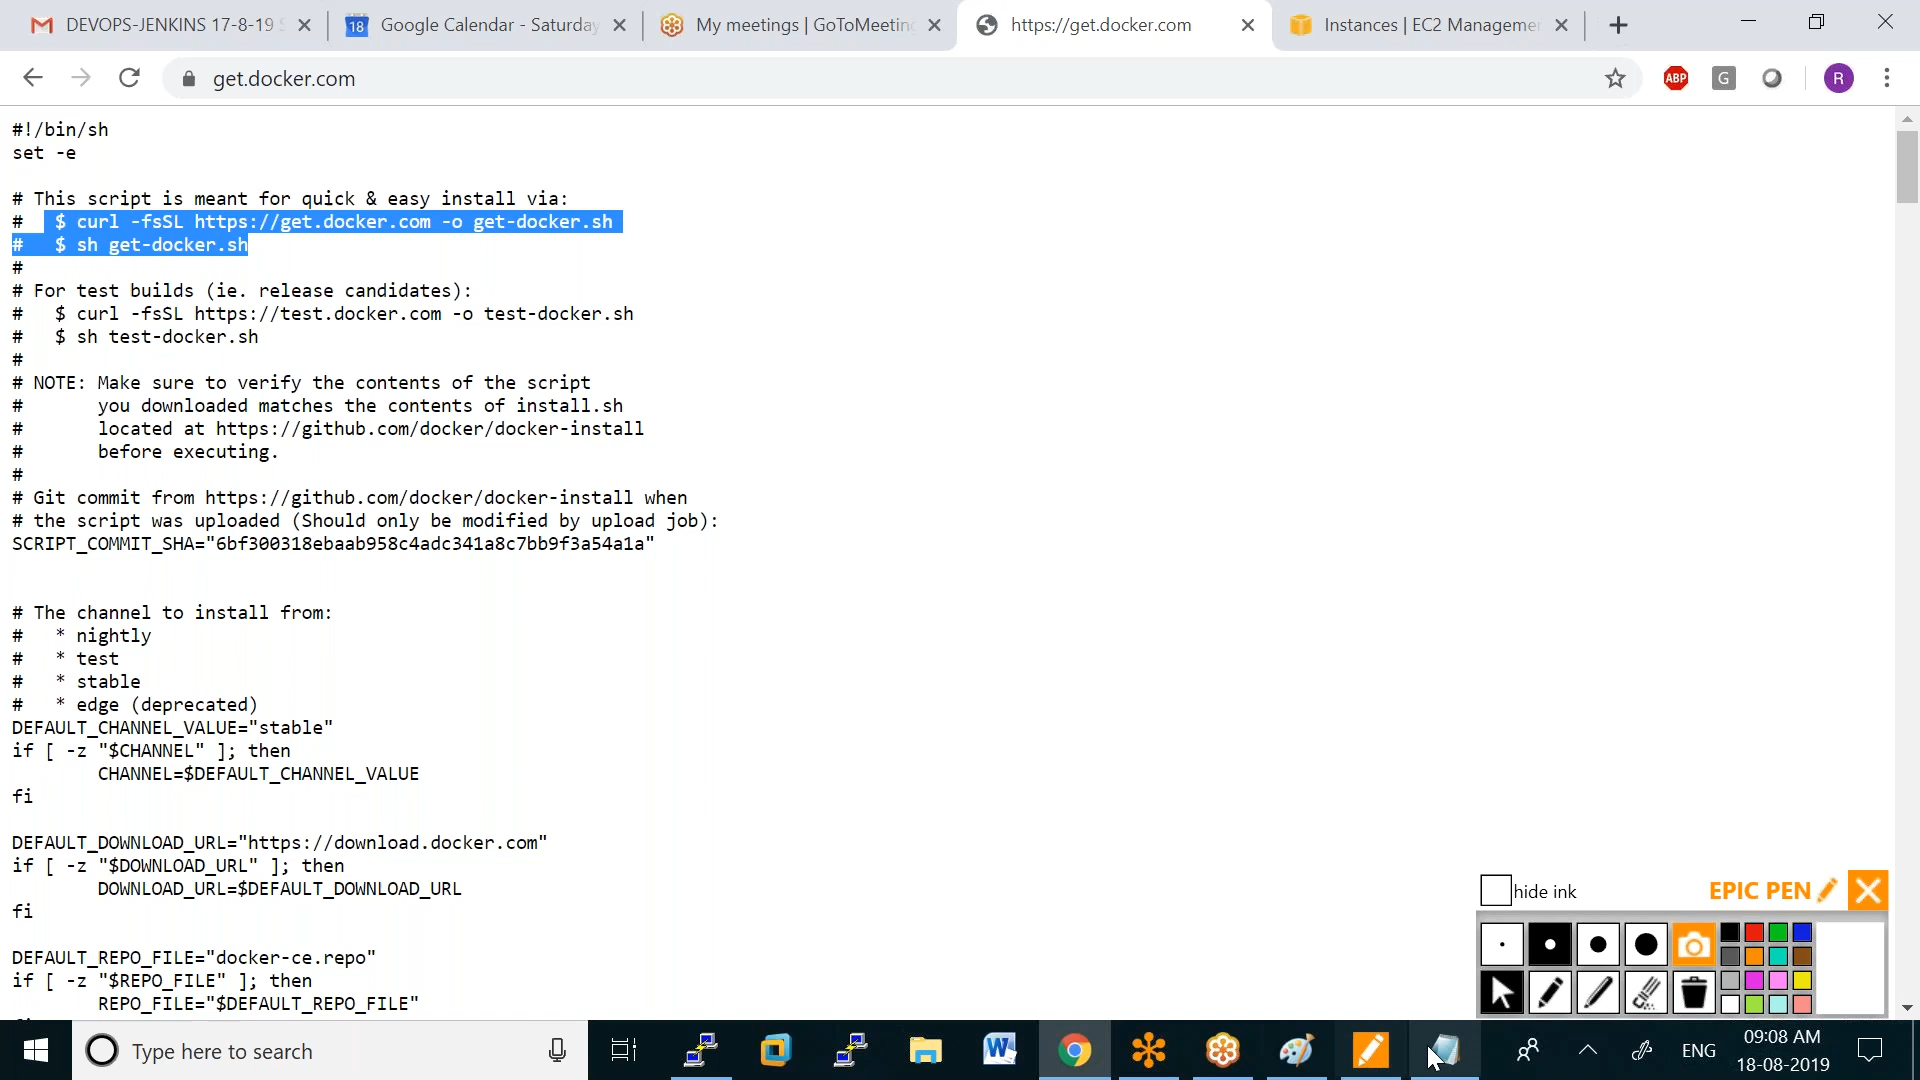 DEVOPS-JENKINS 17-8-19
Google Calendar - Saturday
My meetings | GoToMeeting
https://get.docker.com
Instances | EC2 Management
get.docker.com
ABP
G
R
#!/bin/sh
set -e
# This script is meant for quick & easy install via:
#   $ curl -fsSL https://get.docker.com -o get-docker.sh
#   $ sh get-docker.sh
#
# For test builds (ie. release candidates):
#   $ curl -fsSL https://test.docker.com -o test-docker.sh
#   $ sh test-docker.sh
#
# NOTE: Make sure to verify the contents of the script
#       you downloaded matches the contents of install.sh
#       located at https://github.com/docker/docker-install
#       before executing.
#
# Git commit from https://github.com/docker/docker-install when
# the script was uploaded (Should only be modified by upload job):
SCRIPT_COMMIT_SHA="6bf300318ebaab958c4adc341a8c7bb9f3a54a1a"
# The channel to install from:
#   * nightly
#   * test
#   * stable
#   * edge (deprecated)
DEFAULT_CHANNEL_VALUE="stable"
if [ -z "$CHANNEL" ]; then
        CHANNEL=$DEFAULT_CHANNEL_VALUE
fi
DEFAULT_DOWNLOAD_URL="https://download.docker.com"
if [ -z "$DOWNLOAD_URL" ]; then
        DOWNLOAD_URL=$DEFAULT_DOWNLOAD_URL
fi
DEFAULT_REPO_FILE="docker-ce.repo"
if [ -z "$REPO_FILE" ]; then
        REPO_FILE="$DEFAULT_REPO_FILE"
hide ink
EPIC PEN
Type here to search
ENG
09:08 AM
18-08-2019